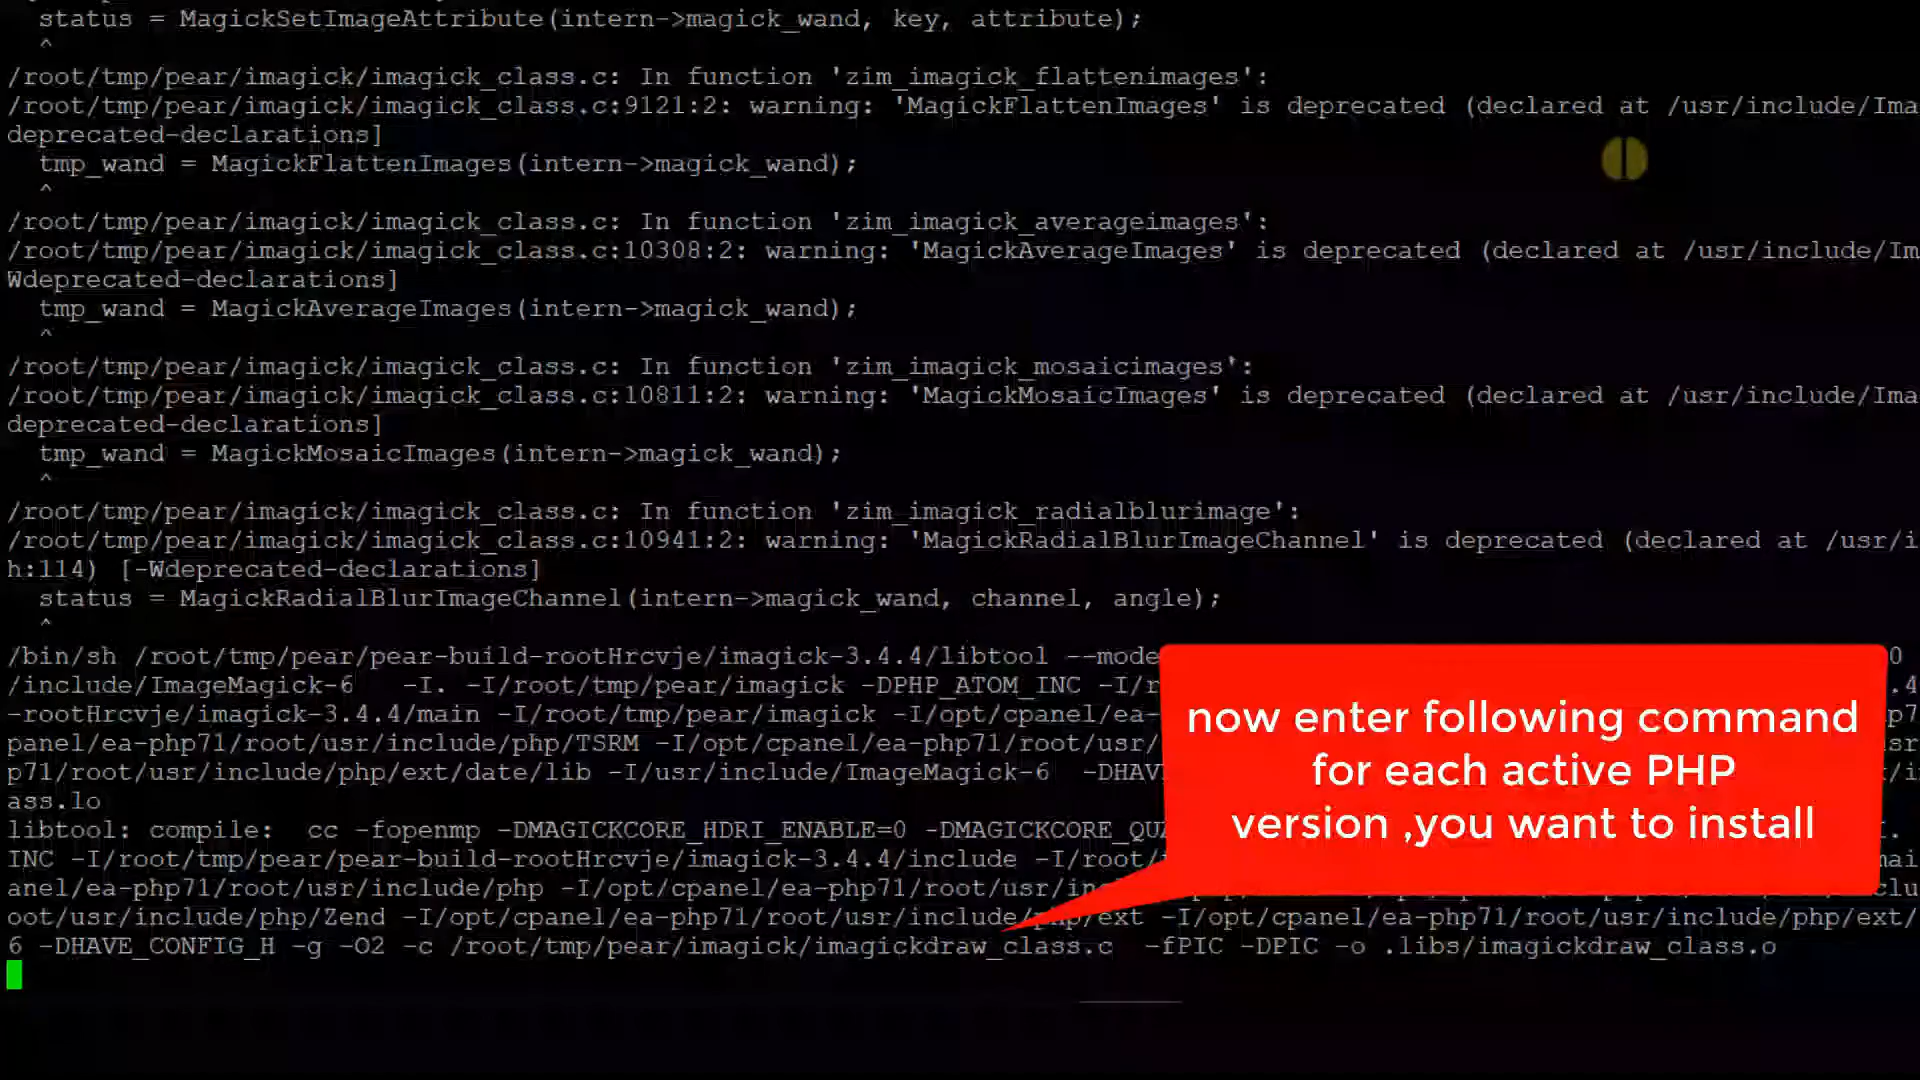 status = MagickSetImageAttribute(intern->magick_wand, key, attribute);
^
/root/tmp/pear/imagick/imagick_class.c: In function 'zim_imagick_flattenimages':
/root/tmp/pear/imagick/imagick_class.c:9121:2: warning: 'MagickFlattenImages' is deprecated (declared at /usr/include/Ima
deprecated-declarations]
tmp_wand = MagickFlattenImages(intern->magick_wand);
^
/root/tmp/pear/imagick/imagick_class.c: In function 'zim_imagick_averageimages':
/root/tmp/pear/imagick/imagick_class.c:10308:2: warning: 'MagickAverageImages' is deprecated (declared at /usr/include/Im
Wdeprecated-declarations]
tmp_wand = MagickAverageImages(intern->magick_wand);
^
/root/tmp/pear/imagick/imagick_class.c: In function 'zim_imagick_mosaicimages':
/root/tmp/pear/imagick/imagick_class.c:10811:2: warning: 'MagickMosaicImages' is deprecated (declared at /usr/include/Ima
deprecated-declarations]
tmp_wand = MagickMosaicImages(intern->magick_wand);
^
/root/tmp/pear/imagick/imagick_class.c: In function 'zim_imagick_radialblurimage':
/root/tmp/pear/imagick/imagick_class.c:10941:2: warning: 'MagickRadialBlurImageChannel' is deprecated (declared at /usr/i
h:114) [-Wdeprecated-declarations]
status = MagickRadialBlurImageChannel(intern->magick_wand, channel, angle);
^
/bin/sh /root/tmp/pear/pear-build-rootHrcvje/imagick-3.4.4/libtool --mode 0
/include/ImageMagick-6 -I. -I/root/tmp/pear/imagick -DPHP_ATOM_INC -I/r .4
-rootHrcvje/imagick-3.4.4/main -I/root/tmp/pear/imagick -I/opt/cpanel/ea- p7
panel/ea-php71/root/usr/include/php/TSRM -I/opt/cpanel/ea-php71/root/usr/ sr
p71/root/usr/include/php/ext/date/lib -I/usr/include/ImageMagick-6 -DHAV /i
ass.lo
libtool: compile: cc -fopenmp -DMAGICKCORE_HDRI_ENABLE=0 -DMAGICKCORE_QU
INC -I/root/tmp/pear/pear-build-rootHrcvje/imagick-3.4.4/include -I/root/ mai
anel/ea-php71/root/usr/include/php -I/opt/cpanel/ea-php71/root/usr/inc clu
oot/usr/include/php/Zend -I/opt/cpanel/ea-php71/root/usr/include/php/ext -I/opt/cpanel/ea-php71/root/usr/include/php/ext/
6 -DHAVE_CONFIG_H -g -O2 -c /root/tmp/pear/imagick/imagickdraw_class.c -fPIC -DPIC -o .libs/imagickdraw_class.o
now enter following command
for each active PHP
version ,you want to install